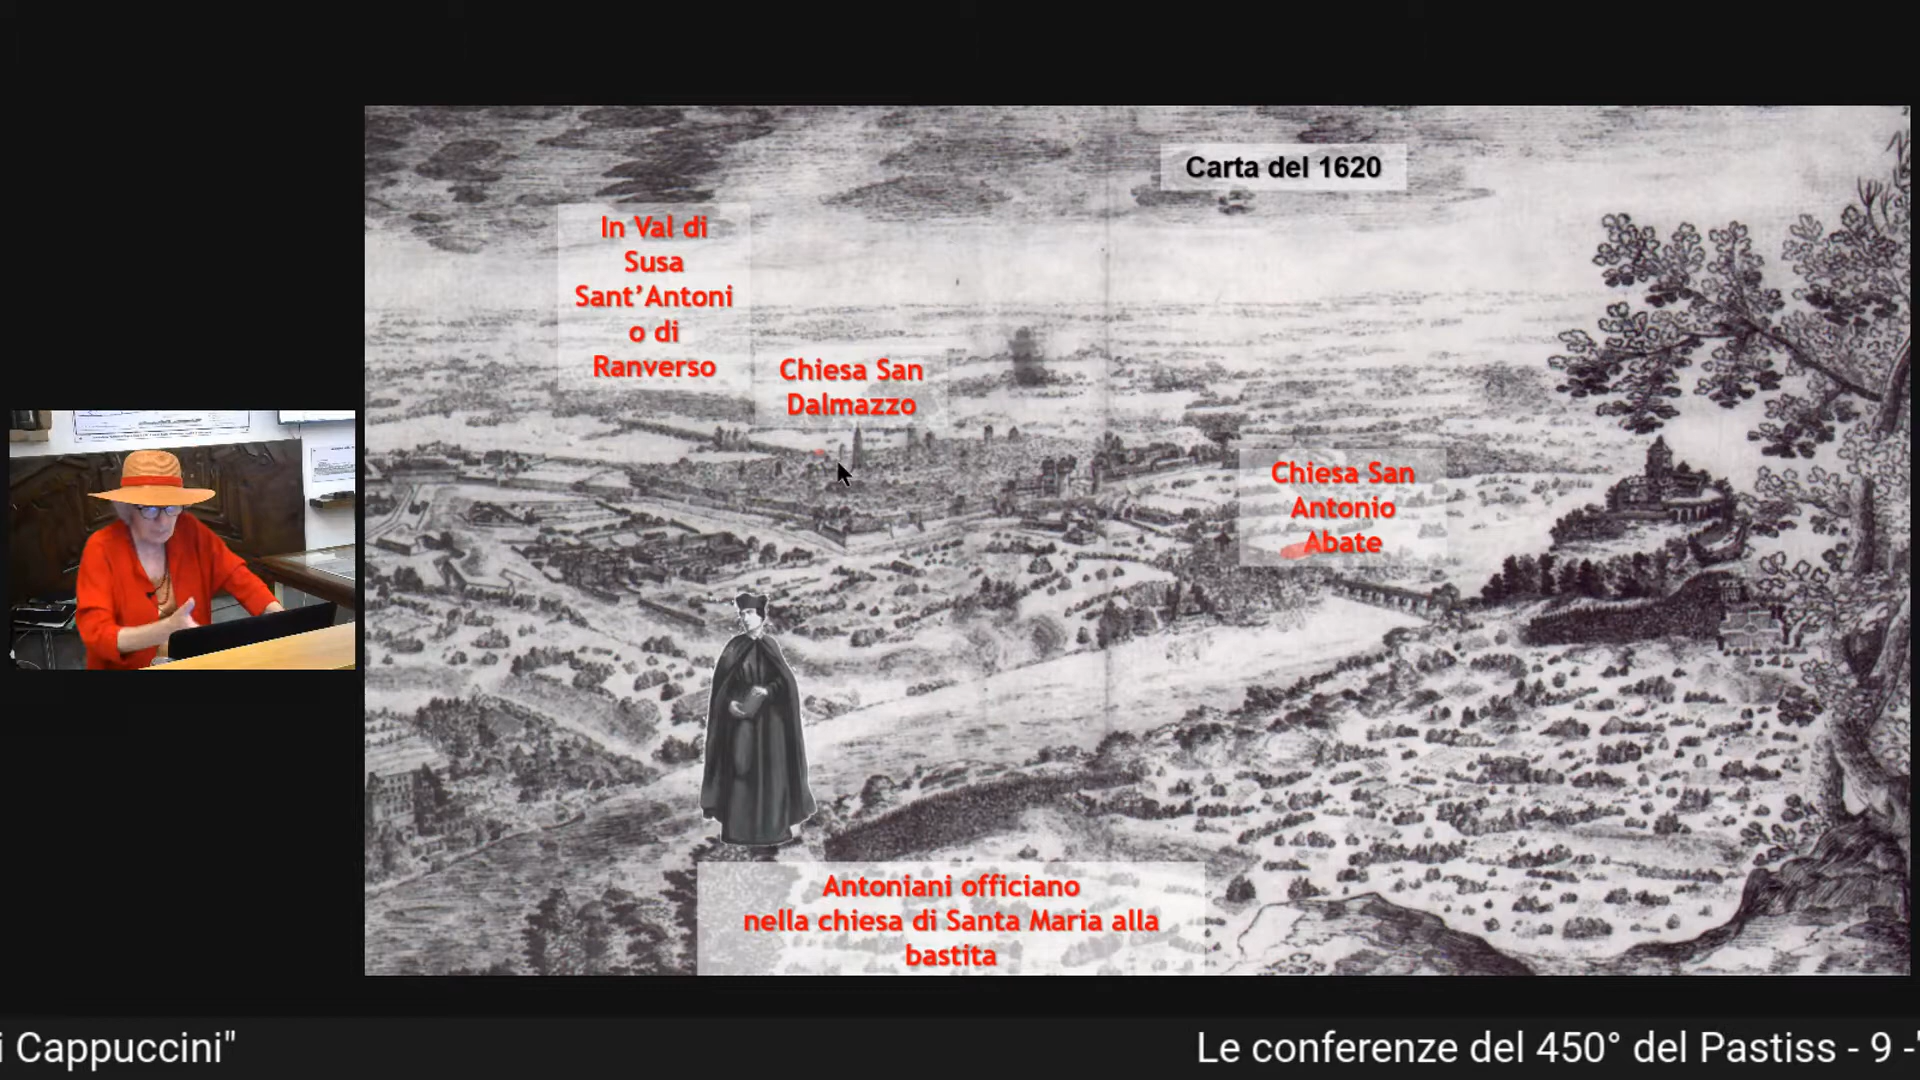 Carta del 1620
In Val di
Susa
Sant’Antoni
o di
Ranverso
Chiesa San
Dalmazzo
Chiesa San
Antonio
Abate
Antoniani officiano
nella chiesa di Santa Maria alla
bastita
i Cappuccini"
Le conferenze del 450° del Pastiss - 9 -"